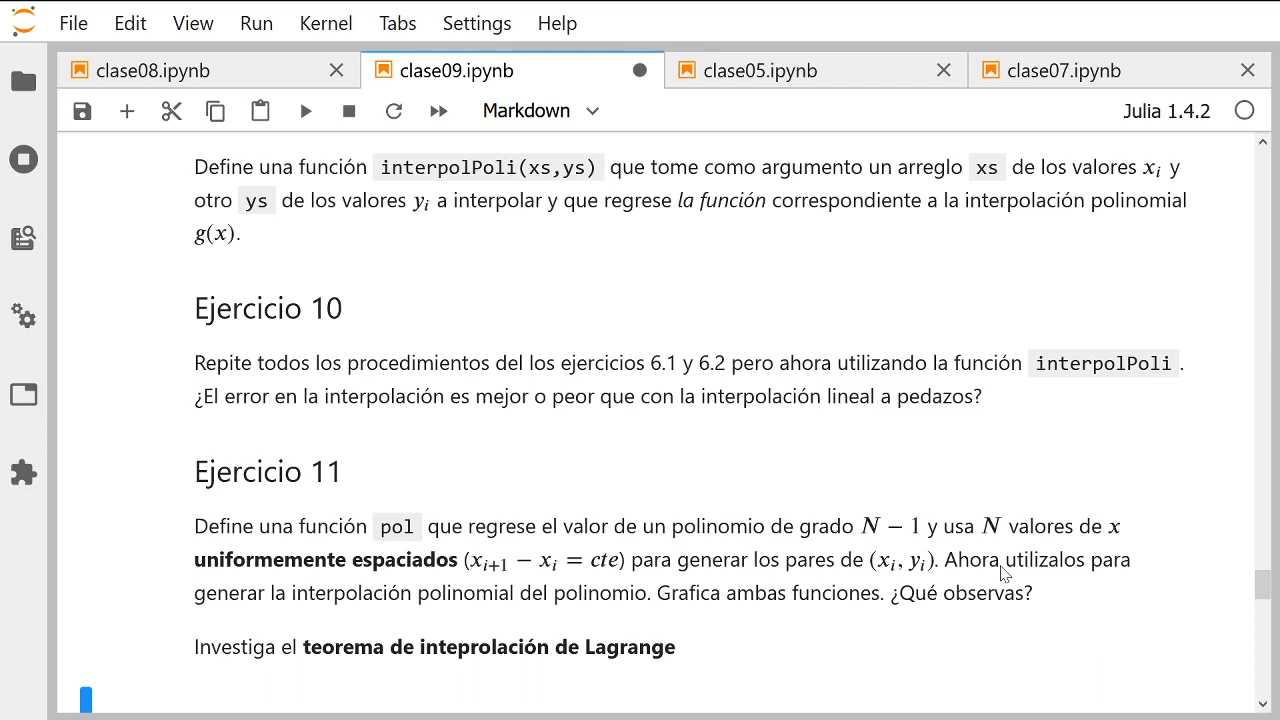 File Edit View Run Kernel Tabs Settings Help
clase08.ipynb clase09.ipynb clase05.ipynb clase07.ipynb
Markdown Julia 1.4.2
Define una función interpolPoli(xs,ys) que tome como argumento un arreglo xs de los valores xᵢ y
otro ys de los valores yᵢ a interpolar y que regrese la función correspondiente a la interpolación polinomial
g(x).
Ejercicio 10
Repite todos los procedimientos del los ejercicios 6.1 y 6.2 pero ahora utilizando la función interpolPoli .
¿El error en la interpolación es mejor o peor que con la interpolación lineal a pedazos?
Ejercicio 11
Define una función pol que regrese el valor de un polinomio de grado N − 1 y usa N valores de x
uniformemente espaciados (xᵢ₊₁ − xᵢ = cte) para generar los pares de (xᵢ, yᵢ). Ahora utilizalos para
generar la interpolación polinomial del polinomio. Grafica ambas funciones. ¿Qué observas?
Investiga el teorema de inteprolación de Lagrange